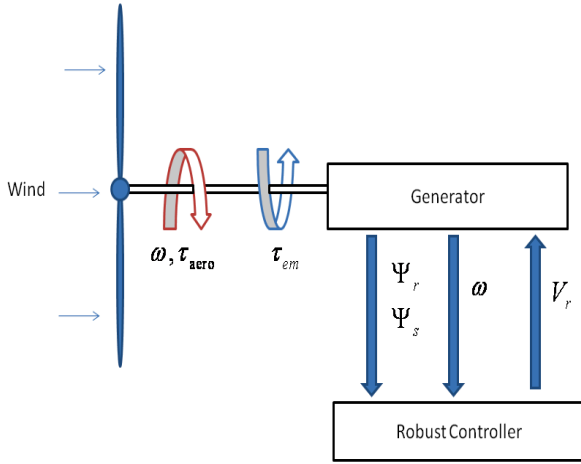 Wind
Generator
ω, τaero
τem
Ψr
Ψs
ω
Vr
Robust Controller